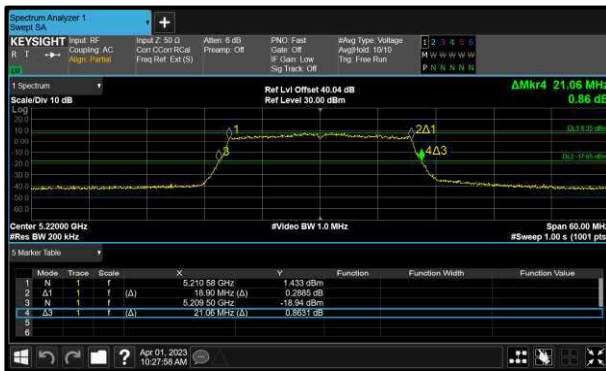 Spectrum Analyzer 1
Swept SA
KEYSIGHT
R T
Input: RF
Coupling: AC
Align: Partial
Input Z: 50 Ω
Corr CCorr RCal
Freq Ref: Ext (S)
Atten: 6 dB
Preamp: Off
PNO: Fast
Gate: Off
IF Gain: Low
Sig Track: Off
#Avg Type: Voltage
Avg|Hold: 10/10
Trig: Free Run
1 2 3 4 5 6
M W W W W W
P N N N N N
1 Spectrum
Scale/Div 10 dB
Log
Ref Lvl Offset 40.04 dB
Ref Level 30.00 dBm
ΔMkr4 21.06 MHz
0.86 dB
20.0
10.0
0.00
-10.0
-20.0
-30.0
-40.0
-50.0
-60.0
1
2Δ1
3
4Δ3
Center 5.22000 GHz
#Res BW 200 kHz
#Video BW 1.0 MHz
Span 60.00 MHz
#Sweep 1.00 s (1001 pts)
5 Marker Table
Mode Trace Scale X Y Function Function Width Function Value
1 N 1 f 5.210 58 GHz 1.433 dBm
2 Δ1 1 f (Δ) 18.90 MHz (Δ) 0.2885 dB
3 N 1 f 5.209 50 GHz -18.94 dBm
4 Δ3 1 f (Δ) 21.06 MHz (Δ) 0.8631 dB
5
6
?
Apr 01, 2023
10:27:58 AM